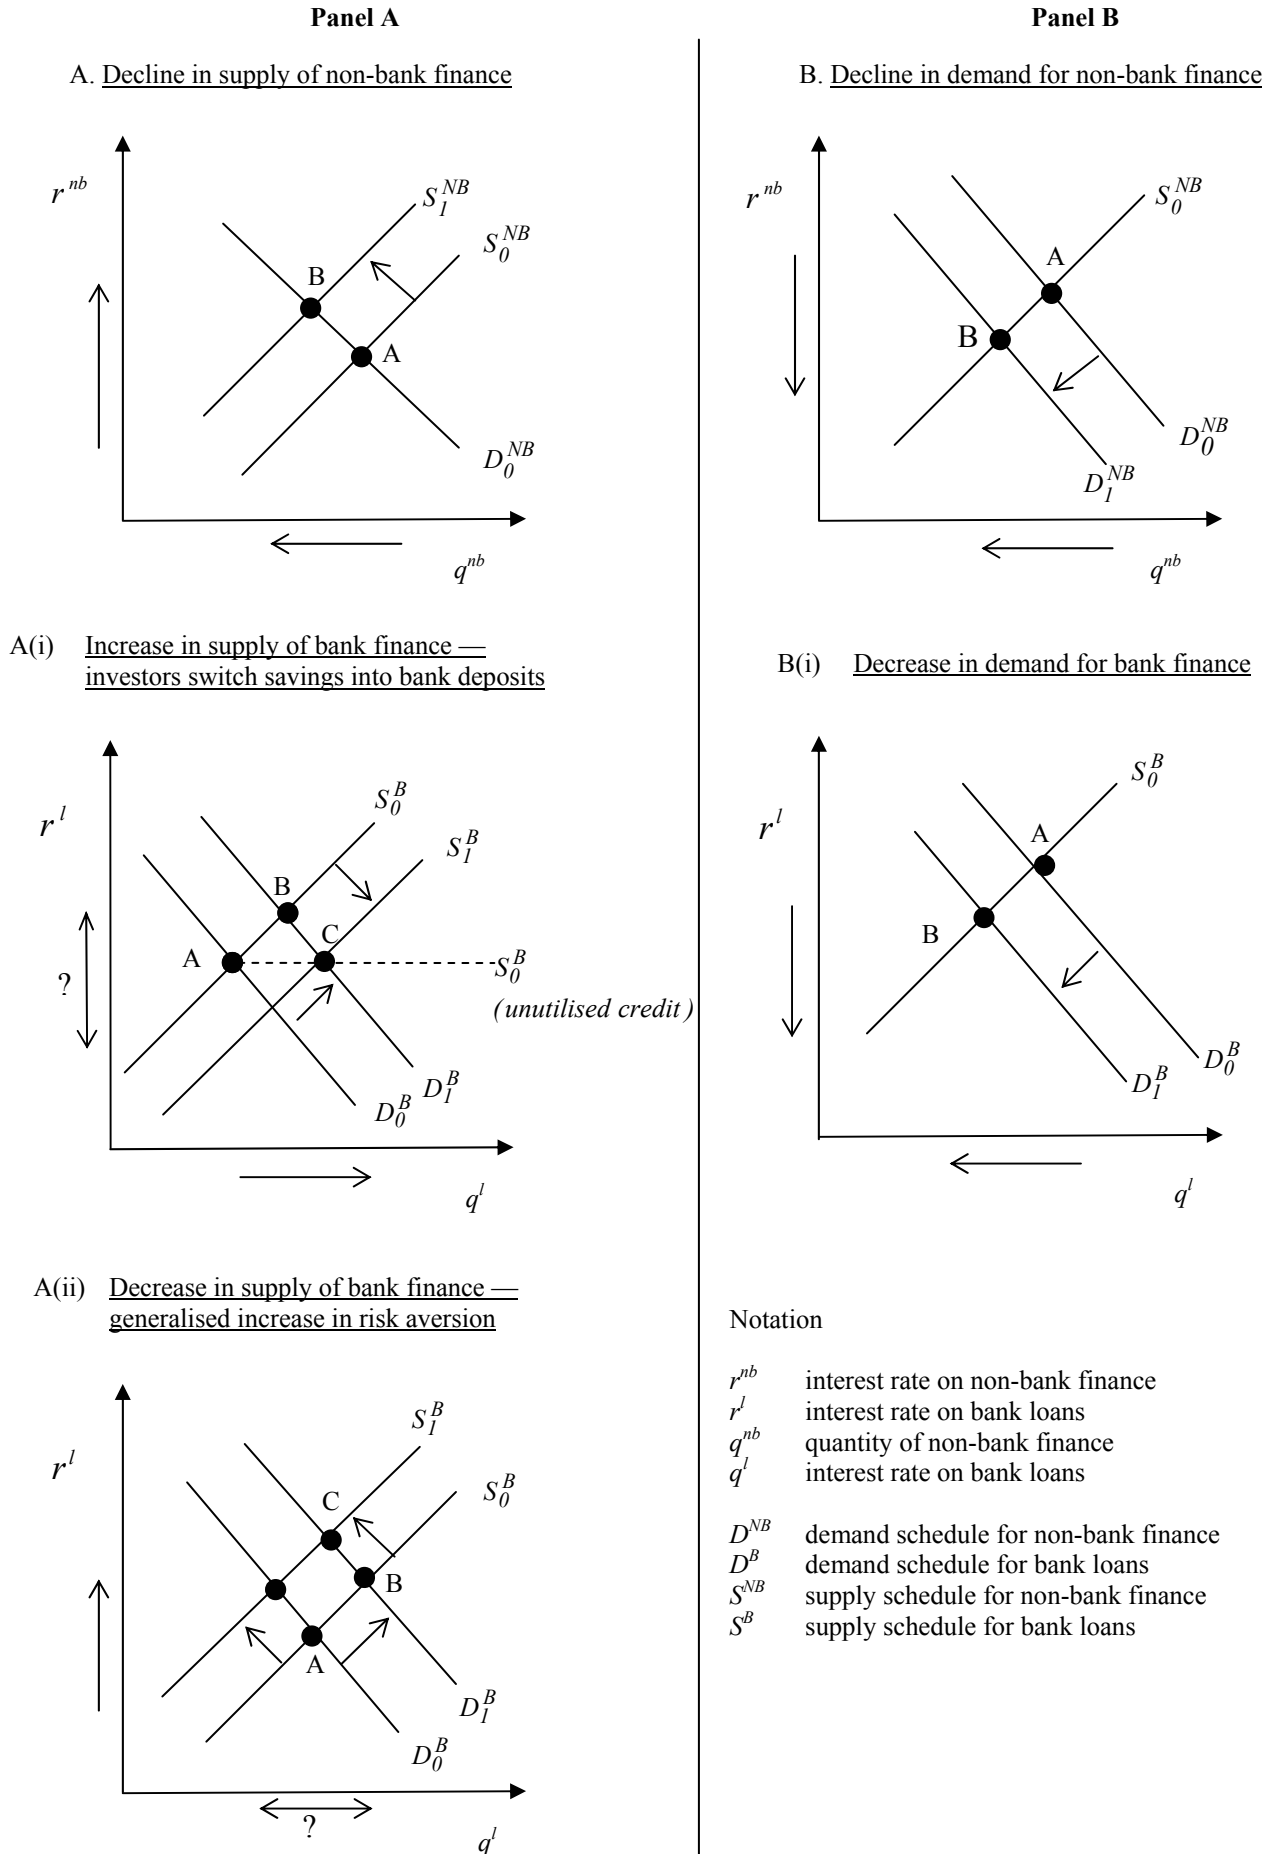 Panel A
A. Decline in supply of non-bank finance
r^nb
S_1^NB
S_0^NB
B
A
D_0^NB
q^nb
A(i) Increase in supply of bank finance —
investors switch savings into bank deposits
r^l
S_0^B
S_1^B
B
C
A
S_0^B
?
(unutilised credit)
D_1^B
D_0^B
q^l
A(ii) Decrease in supply of bank finance —
generalised increase in risk aversion
S_1^B
r^l
S_0^B
C
B
A
D_1^B
D_0^B
?
q^l
Panel B
B. Decline in demand for non-bank finance
r^nb
S_0^NB
A
B
D_0^NB
D_1^NB
q^nb
B(i) Decrease in demand for bank finance
S_0^B
r^l
A
B
D_0^B
D_1^B
q^l
Notation
r^nb interest rate on non-bank finance
r^l interest rate on bank loans
q^nb quantity of non-bank finance
q^l interest rate on bank loans
D^NB demand schedule for non-bank finance
D^B demand schedule for bank loans
S^NB supply schedule for non-bank finance
S^B supply schedule for bank loans